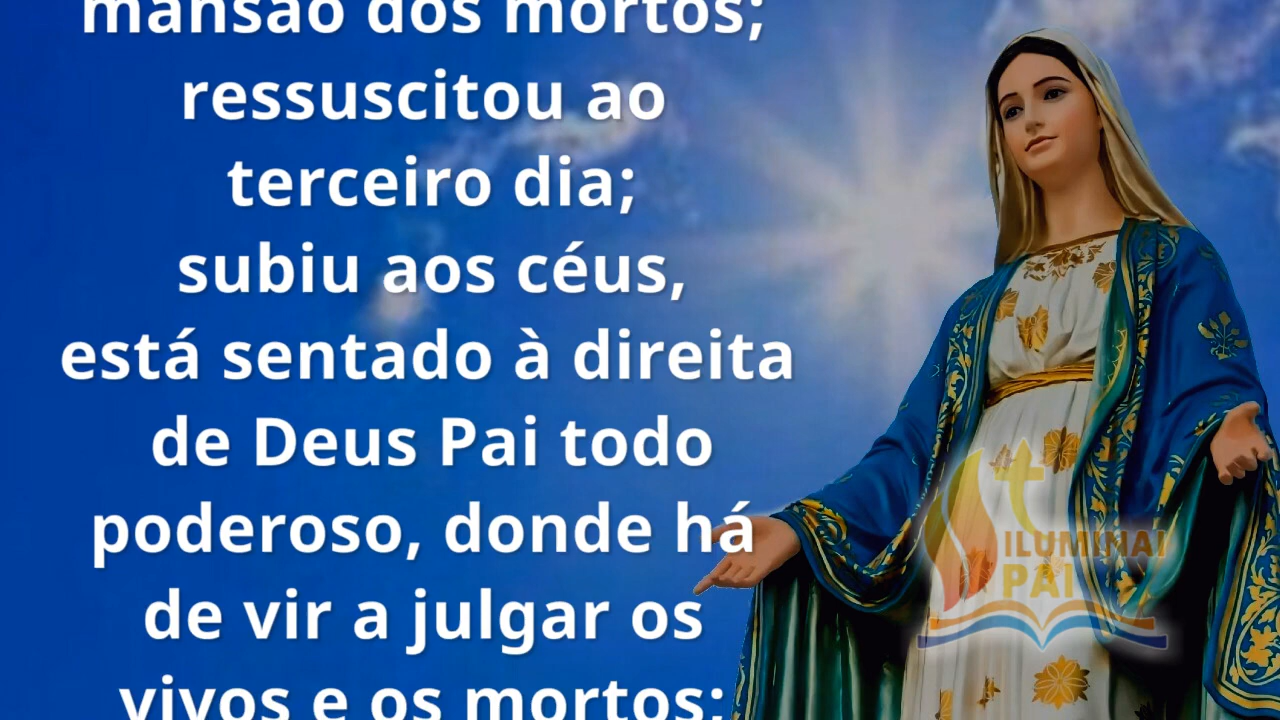 mansão dos mortos;
ressuscitou ao
terceiro dia;
subiu aos céus,
está sentado à direita
de Deus Pai todo
poderoso, donde há
de vir a julgar os
vivos e os mortos;
ILUMINAI
PAI